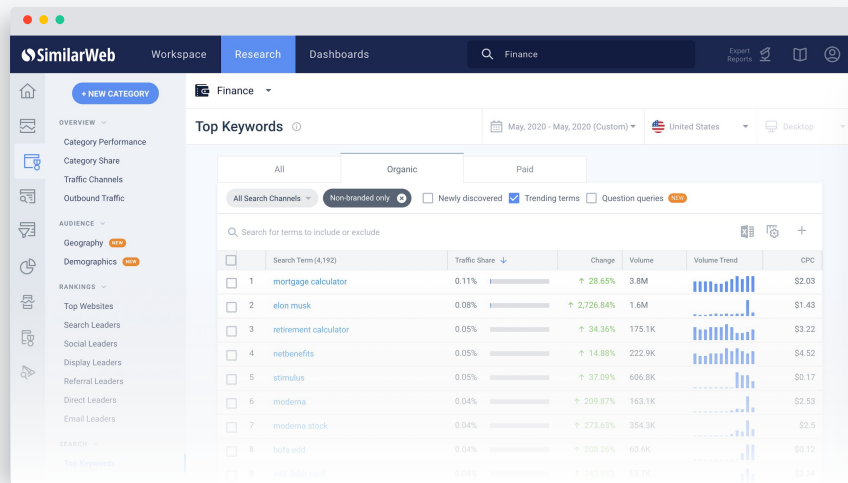 SimilarWeb Workspace Research Dashboards Finance Expert Reports
+ NEW CATEGORY
Finance
OVERVIEW
Category Performance
Category Share
Traffic Channels
Outbound Traffic
AUDIENCE
Geography NEW
Demographics NEW
RANKINGS
Top Websites
Search Leaders
Social Leaders
Display Leaders
Referral Leaders
Direct Leaders
Email Leaders
SEARCH
Top Keywords
Top Keywords May, 2020 - May, 2020 (Custom) United States Desktop
All Organic Paid
All Search Channels Non-branded only Newly discovered Trending terms Question queries NEW
Search for terms to include or exclude
Search Term (4,192) Traffic Share ↓ Change Volume Volume Trend CPC
1 mortgage calculator 0.11% ↑ 28.65% 3.8M $2.03
2 elon musk 0.08% ↑ 2,726.84% 1.6M $1.43
3 retirement calculator 0.05% ↑ 34.36% 175.1K $3.22
4 netbenefits 0.05% ↑ 14.88% 222.9K $4.52
5 stimulus 0.05% ↑ 37.09% 606.8K $0.17
6 moderna 0.04% ↑ 209.87% 163.1K $2.53
7 moderna stock 0.04% ↑ 273.63% 354.3K $2.5
8 bofa edd 0.04% 60.8K $0.12